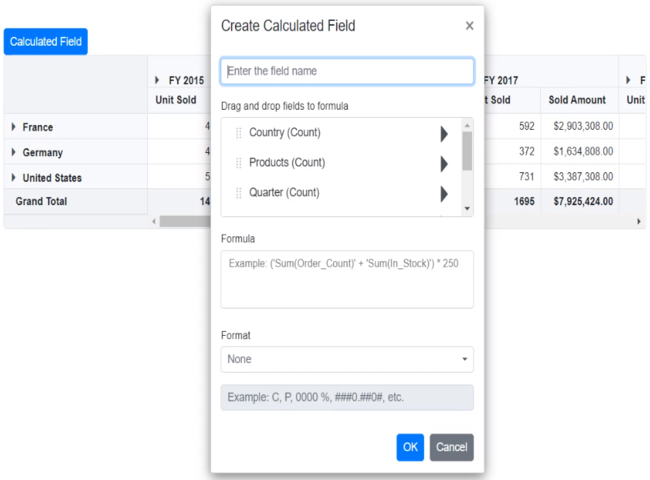 Calculated Field
FY 2015
FY 2017
F
Unit Sold
t Sold
Sold Amount
Unit
France
4
592
$2,903,308.00
Germany
4
372
$1,634,808.00
United States
5
731
$3,387,308.00
Grand Total
14
1695
$7,925,424.00
Create Calculated Field
×
Enter the field name
Drag and drop fields to formula
Country (Count)
Products (Count)
Quarter (Count)
Formula
Example: ('Sum(Order_Count)' + 'Sum(In_Stock)') * 250
Format
None
Example: C, P, 0000 %, ###0.##0#, etc.
OK
Cancel